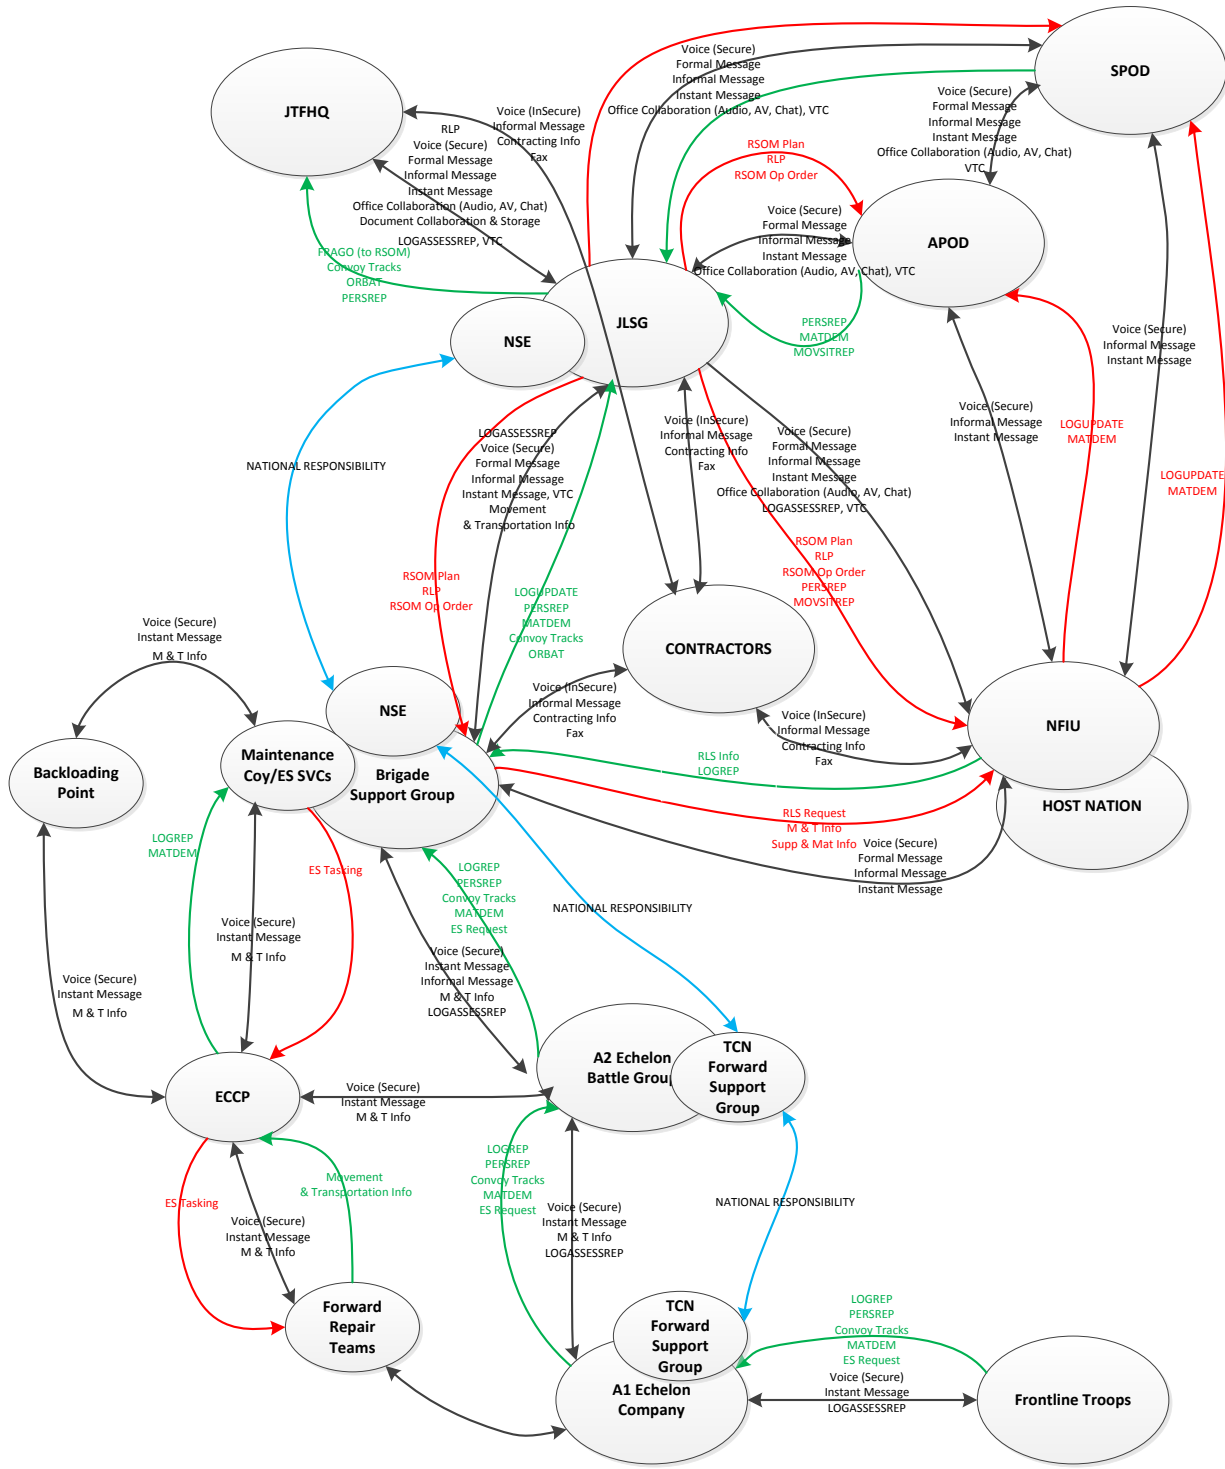 Voice (Secure)
Formal Message
Informal Message
Instant Message
Office Collaboration (Audio, AV, Chat), VTC
SPOD
JTFHQ
Voice (InSecure)
Informal Message
Contracting Info
Fax
RLP
Voice (Secure)
Formal Message
Informal Message
Instant Message
Office Collaboration (Audio, AV, Chat)
Document Collaboration & Storage
LOGASSESSREP, VTC
Voice (Secure)
Formal Message
Informal Message
Instant Message
Office Collaboration (Audio, AV, Chat)
VTC
RSOM Plan
RLP
RSOM Op Order
Voice (Secure)
Formal Message
Informal Message
Instant Message
Office Collaboration (Audio, AV, Chat), VTC
APOD
FRAGO (to RSOM)
Convoy Tracks
ORBAT
PERSREP
JLSG
NSE
PERSREP
MATDEM
MOVSITREP
Voice (Secure)
Informal Message
Instant Message
NATIONAL RESPONSIBILITY
LOGASSESSREP
Voice (Secure)
Formal Message
Informal Message
Instant Message, VTC
Movement
& Transportation Info
Voice (InSecure)
Informal Message
Contracting Info
Fax
Voice (Secure)
Formal Message
Informal Message
Instant Message
Office Collaboration (Audio, AV, Chat)
LOGASSESSREP, VTC
Voice (Secure)
Informal Message
Instant Message
LOGUPDATE
MATDEM
LOGUPDATE
MATDEM
RSOM Plan
RLP
RSOM Op Order
LOGUPDATE
PERSREP
MATDEM
Convoy Tracks
ORBAT
RSOM Plan
RLP
RSOM Op Order
PERSREP
MOVSITREP
CONTRACTORS
Voice (Secure)
Instant Message
M & T Info
NSE
Voice (InSecure)
Informal Message
Contracting Info
Fax
Voice (InSecure)
Informal Message
Contracting Info
Fax
NFIU
HOST NATION
Backloading
Point
Maintenance
Coy/ES SVCs
Brigade
Support Group
RLS Info
LOGREP
RLS Request
M & T Info
Supp & Mat Info
Voice (Secure)
Formal Message
Informal Message
Instant Message
LOGREP
MATDEM
ES Tasking
LOGREP
PERSREP
Convoy Tracks
MATDEM
ES Request
NATIONAL RESPONSIBILITY
Voice (Secure)
Instant Message
M & T Info
Voice (Secure)
Instant Message
Informal Message
M & T Info
LOGASSESSREP
Voice (Secure)
Instant Message
M & T Info
A2 Echelon
Battle Group
TCN
Forward
Support
Group
ECCP
Voice (Secure)
Instant Message
M & T Info
LOGREP
PERSREP
Convoy Tracks
MATDEM
ES Request
Movement
& Transportation Info
ES Tasking
Voice (Secure)
Instant Message
M & T Info
Voice (Secure)
Instant Message
M & T Info
LOGASSESSREP
NATIONAL RESPONSIBILITY
Forward
Repair
Teams
TCN
Forward
Support
Group
A1 Echelon
Company
LOGREP
PERSREP
Convoy Tracks
MATDEM
ES Request
Voice (Secure)
Instant Message
LOGASSESSREP
Frontline Troops